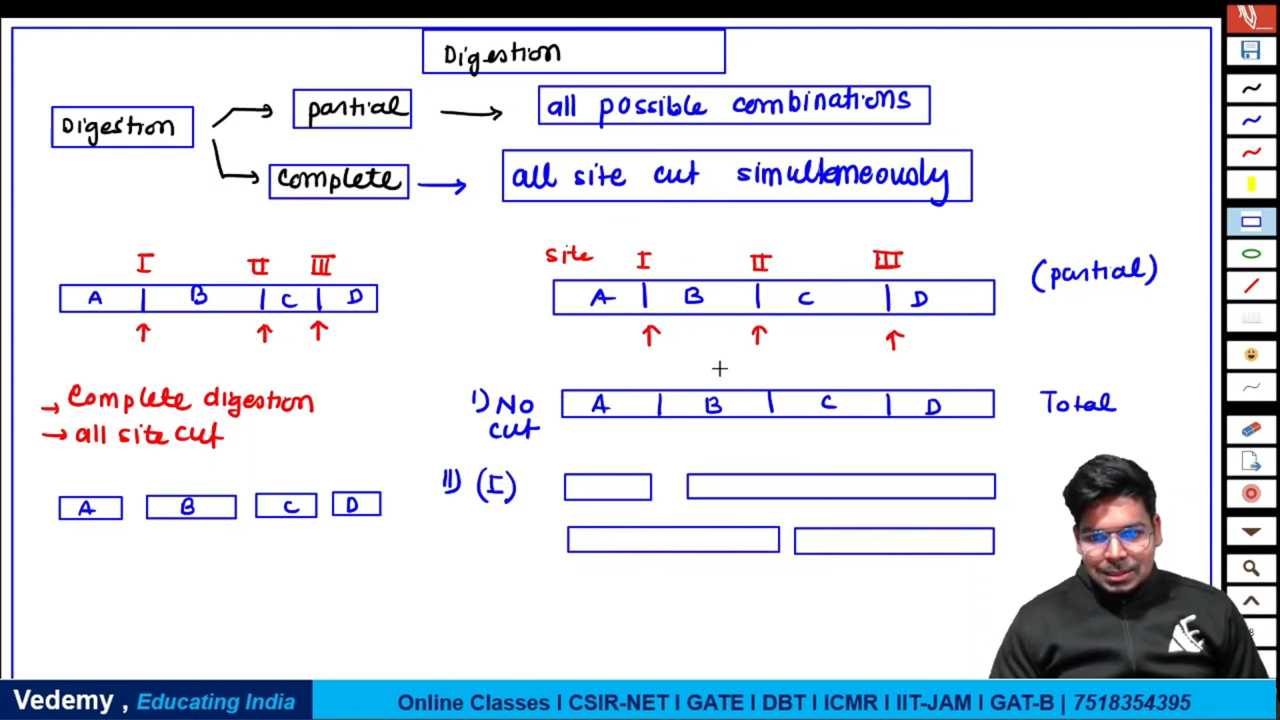 Digestion
Digestion
partial
all possible combinations
complete
all site cut simultemeously
I II III
A B C D
Complete digestion
all site cut
A B C D
site I II III
(partial)
A B C D
I) No cut
A B C D
Total
II) (I)
Vedemy , Educating India
Online Classes I CSIR-NET I GATE I DBT I ICMR I IIT-JAM I GAT-B | 7518354395